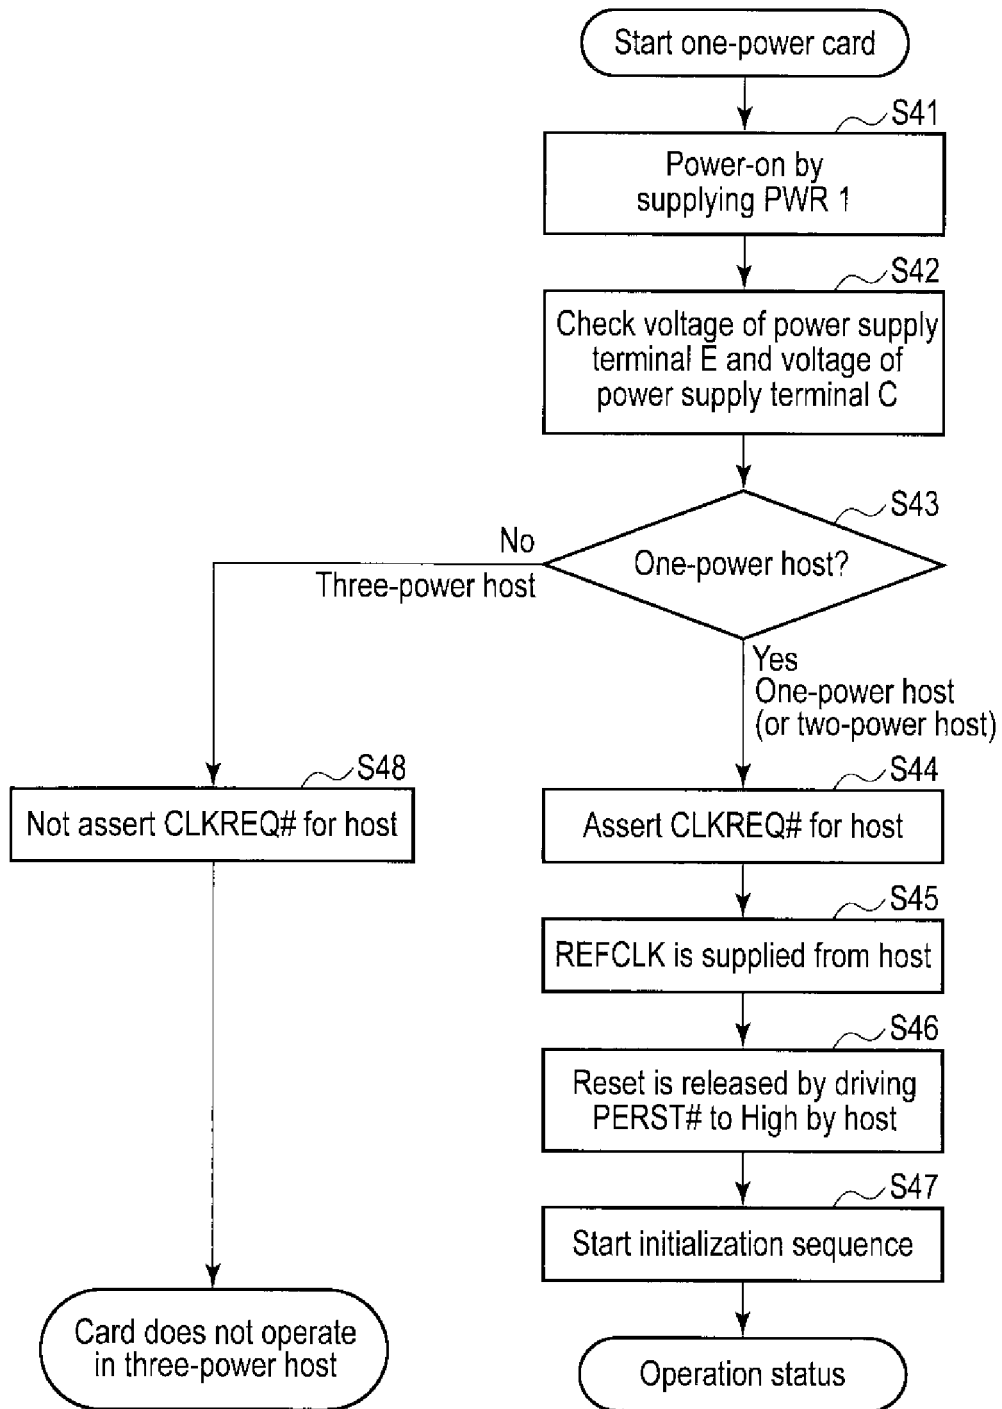 Start one-power card
S41
Power-on by
supplying PWR 1
S42
Check voltage of power supply
terminal E and voltage of
power supply terminal C
S43
One-power host?
No
Three-power host
Yes
One-power host
(or two-power host)
S48
Not assert CLKREQ# for host
S44
Assert CLKREQ# for host
S45
REFCLK is supplied from host
S46
Reset is released by driving
PERST# to High by host
S47
Start initialization sequence
Card does not operate
in three-power host
Operation status